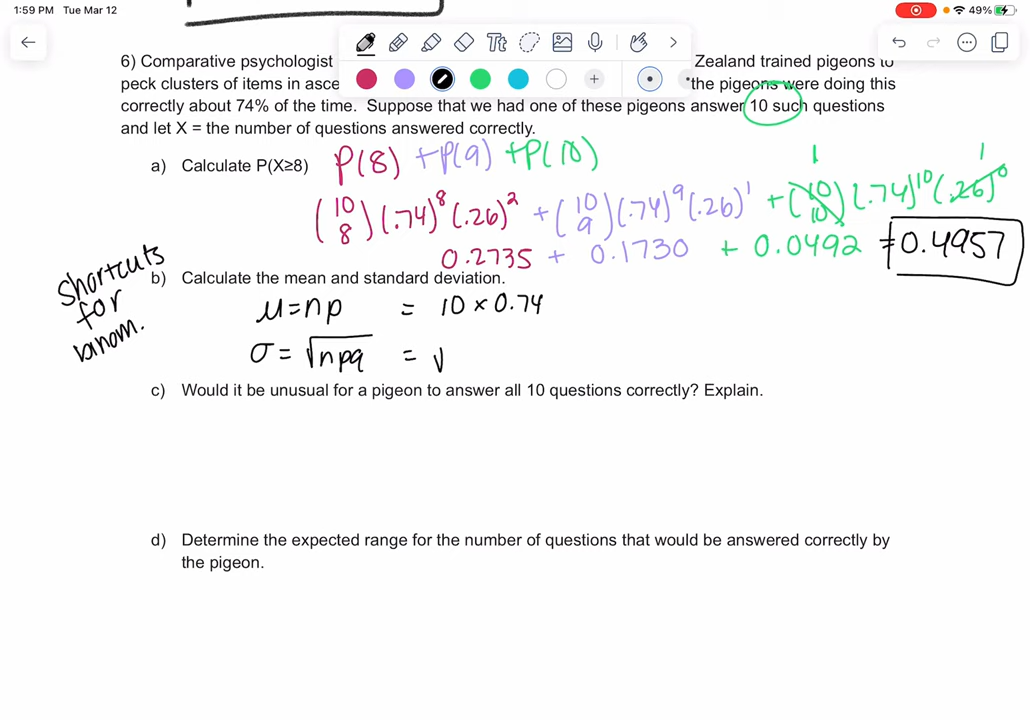 1:59 PM Tue Mar 12
49%
Tt
6) Comparative psychologist Zealand trained pigeons to
peck clusters of items in asce the pigeons were doing this
correctly about 74% of the time. Suppose that we had one of these pigeons answer 10 such questions
and let X = the number of questions answered correctly.
a) Calculate P(X≥8) P(8) + P(9) + P(10)
(10 8)(.74)^8(.26)^2 + (10 9)(.74)^9(.26)^1 + (10 10)(.74)^10(.26)^0
1 1
0.2735 + 0.1730 + 0.0492 = 0.4957
shortcuts
for
binom.
b) Calculate the mean and standard deviation.
μ = np = 10 × 0.74
σ = √npq = √
c) Would it be unusual for a pigeon to answer all 10 questions correctly? Explain.
d) Determine the expected range for the number of questions that would be answered correctly by
the pigeon.